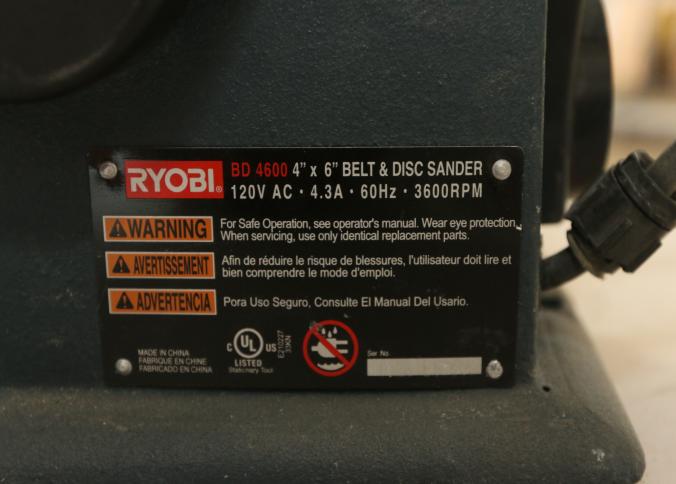 RYOBI® BD 4600 4" x 6" BELT & DISC SANDER
120V AC · 4.3A · 60Hz · 3600RPM
WARNING For Safe Operation, see operator's manual. Wear eye protection.
When servicing, use only identical replacement parts.
AVERTISSEMENT Afin de réduire le risque de blessures, l'utilisateur doit lire et
bien comprendre le mode d'emploi.
ADVERTENCIA Pora Uso Seguro, Consulte El Manual Del Usario.
MADE IN CHINA
FABRIQUE EN CHINE
FABRICADO EN CHINA
C UL US
LISTED
Stationary Tool
E210227
33KN
Ser No.